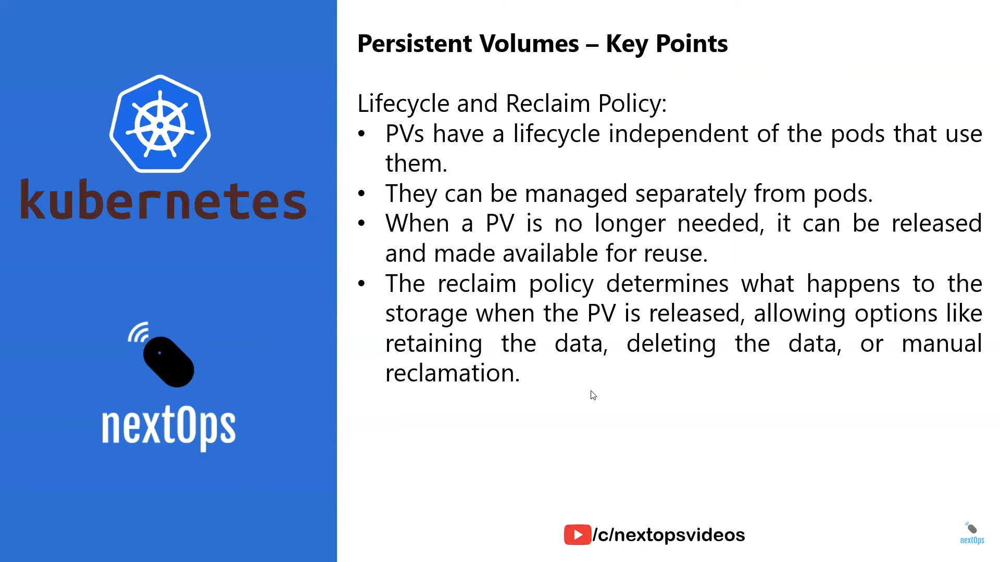 kubernetes
nextOps
Persistent Volumes – Key Points
Lifecycle and Reclaim Policy:
• PVs have a lifecycle independent of the pods that use
them.
• They can be managed separately from pods.
• When a PV is no longer needed, it can be released
and made available for reuse.
• The reclaim policy determines what happens to the
storage when the PV is released, allowing options like
retaining the data, deleting the data, or manual
reclamation.
/c/nextopsvideos
nextOps